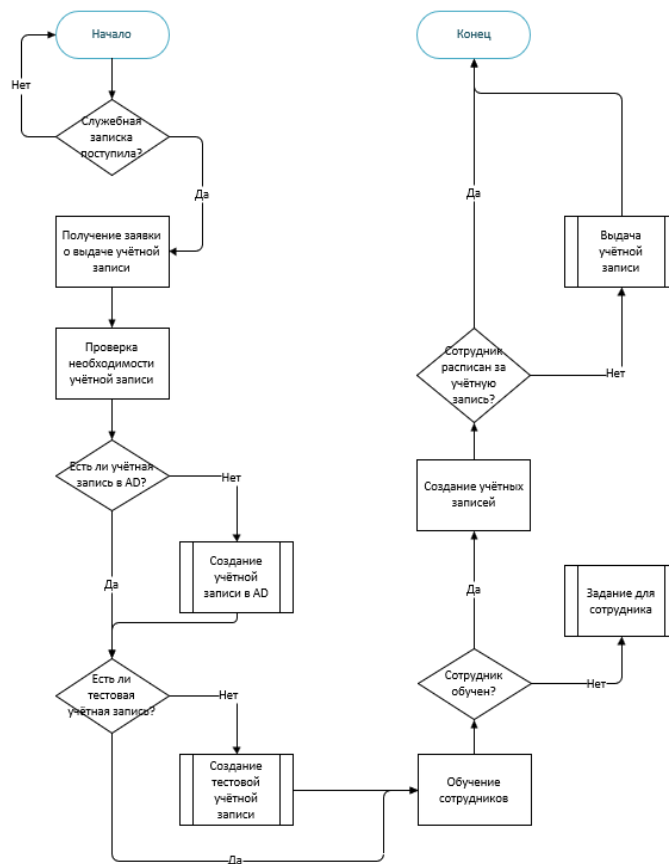 Начало
Нет
Служебная
записка
поступила?
Да
Получение заявки
о выдаче учётной
записи
Проверка
необходимости
учётной записи
Есть ли учётная
запись в AD?
Нет
Создание
учётной
записи в AD
Да
Есть ли
тестовая
учётная запись?
Нет
Создание
тестовой
учётной
записи
Да
Обучение
сотрудников
Сотрудник
обучен?
Нет
Задание для
сотрудника
Да
Создание учётных
записей
Сотрудник
расписан за
учётную
запись?
Нет
Выдача
учётной
записи
Да
Конец